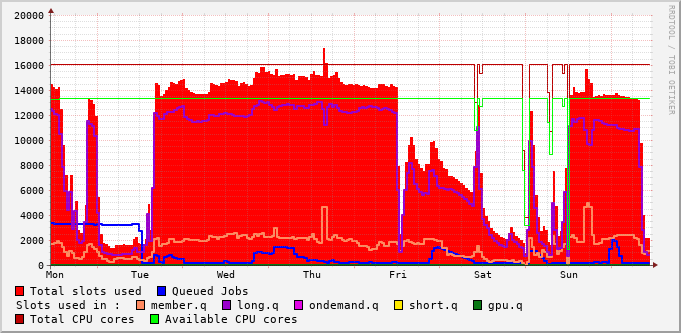 20000
18000
16000
14000
12000
10000
8000
6000
4000
2000
0
Mon Tue Wed Thu Fri Sat Sun
Total slots used Queued Jobs
Slots used in : member.q long.q ondemand.q short.q gpu.q
Total CPU cores Available CPU cores
RRDTOOL / TOBI OETIKER